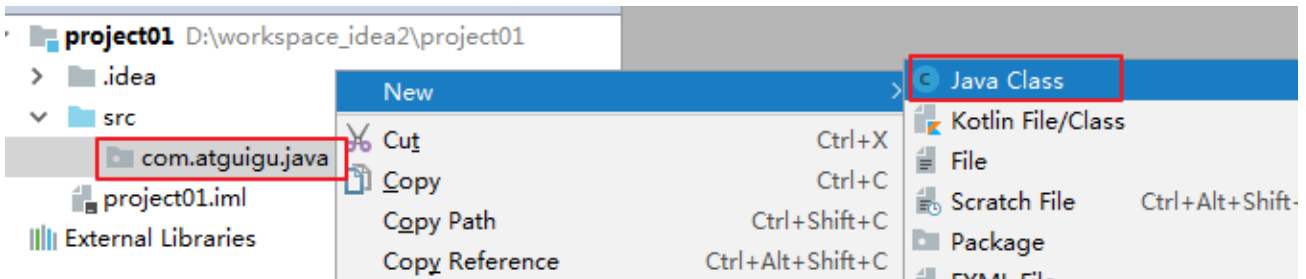 project01 D:\workspace_idea2\project01
.idea
src
com.atguigu.java
project01.iml
External Libraries
New
Cut Ctrl+X
Copy Ctrl+C
Copy Path Ctrl+Shift+C
Copy Reference Ctrl+Alt+Shift+C
Java Class
Kotlin File/Class
File
Scratch File Ctrl+Alt+Shift+
Package
FXML File